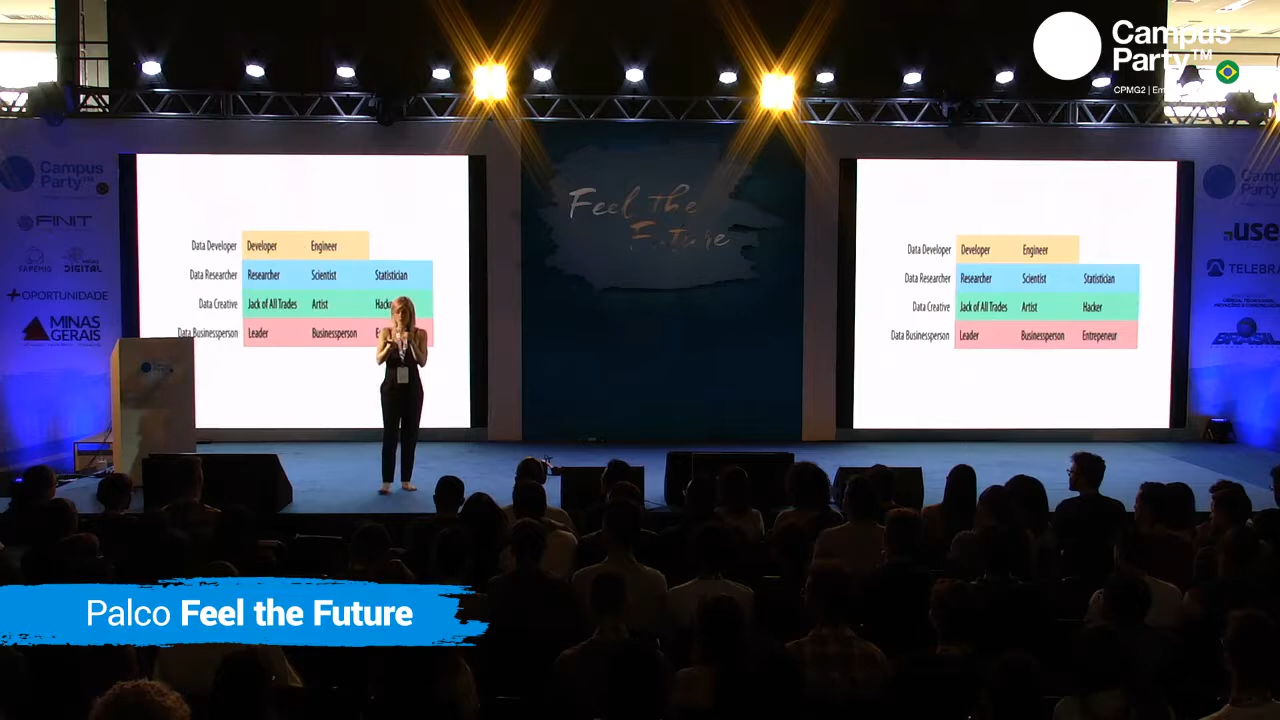 Campus
Party™
CPMG2 | Em
Campus
Party™
FINIT
FAPEMIG
MINAS
DIGITAL
OPORTUNIDADE
MINAS
GERAIS
Data Developer Developer Engineer
Data Researcher Researcher Scientist Statistician
Data Creative Jack of All Trades Artist Hacker
Data Businessperson Leader Businessperson E
Campus
Feel the
Future
Data Developer Developer Engineer
Data Researcher Researcher Scientist Statistician
Data Creative Jack of All Trades Artist Hacker
Data Businessperson Leader Businessperson Entrepeneur
Camp
Party
use
TELEBRA
BRASIL
Palco Feel the Future